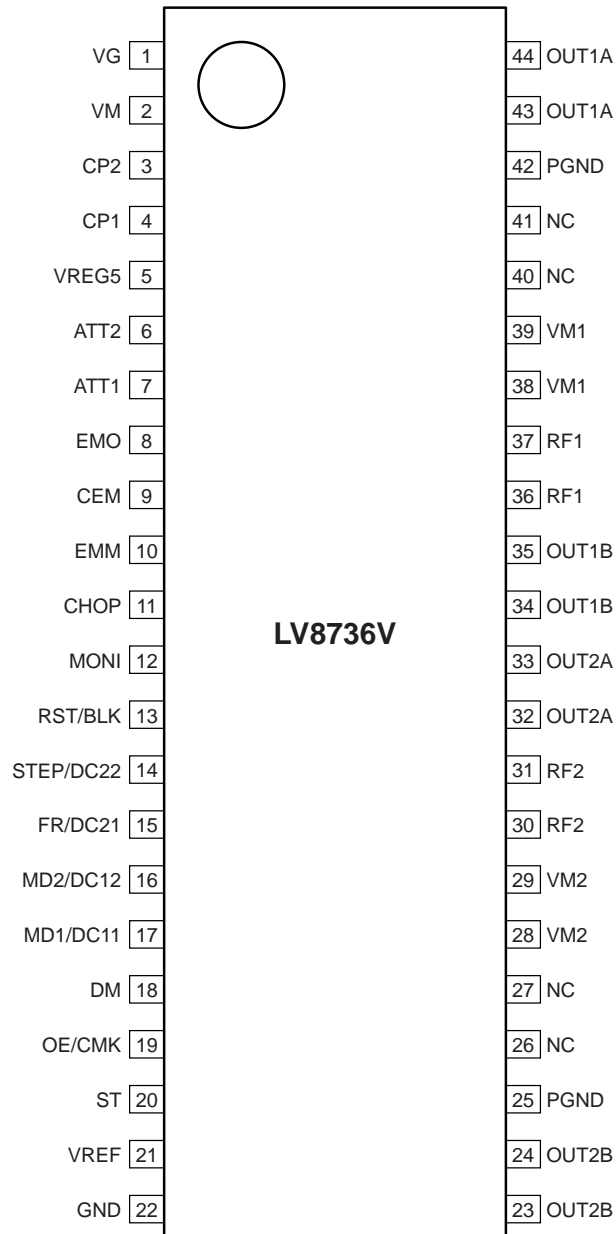 VG 1 44 OUT1A
VM 2 43 OUT1A
CP2 3 42 PGND
CP1 4 41 NC
VREG5 5 40 NC
ATT2 6 39 VM1
ATT1 7 38 VM1
EMO 8 37 RF1
CEM 9 36 RF1
EMM 10 35 OUT1B
CHOP 11 34 OUT1B
LV8736V
MONI 12 33 OUT2A
RST/BLK 13 32 OUT2A
STEP/DC22 14 31 RF2
FR/DC21 15 30 RF2
MD2/DC12 16 29 VM2
MD1/DC11 17 28 VM2
DM 18 27 NC
OE/CMK 19 26 NC
ST 20 25 PGND
VREF 21 24 OUT2B
GND 22 23 OUT2B